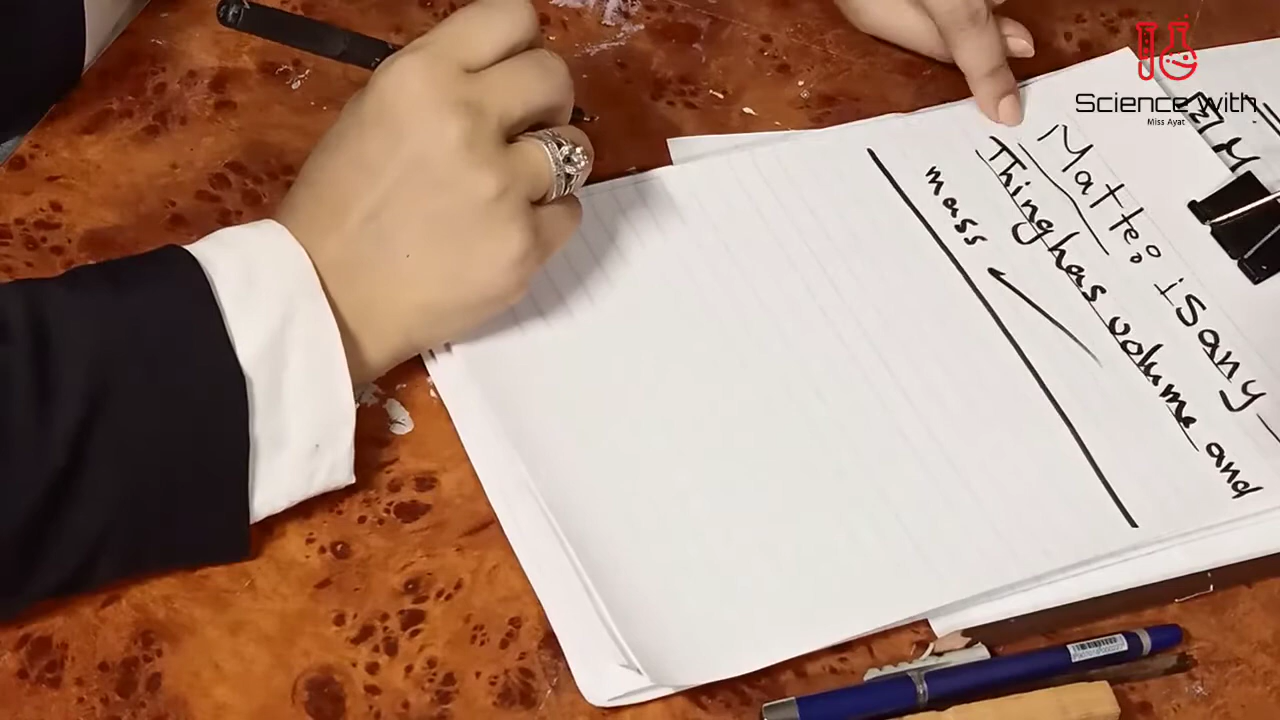 Science with
Miss Ayat
Matter: is any
Thing has volume and
mass